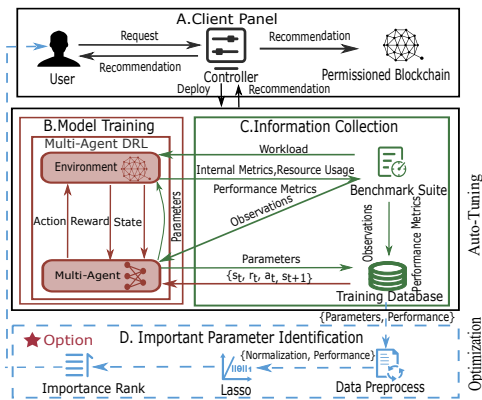 A.Client Panel
Request
Recommendation
Recommendation
User
Controller
Permissioned Blockchain
Deploy
Recommendation
B.Model Training
C.Information Collection
Multi-Agent DRL
Environment
Workload
Internal Metrics,Resource Usage
Performance Metrics
Benchmark Suite
Action
Reward
State
Parameters
Observations
Observations
Performance Metrics
Auto-Tuning
Multi-Agent
Parameters
{st, rt, at, st+1}
Training Database
{Parameters, Performance}
Option
D. Important Parameter Identification
{Normalization, Performance}
Importance Rank
Lasso
Data Preprocess
Optimization